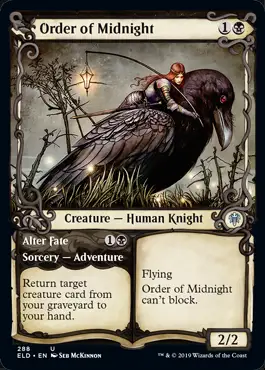 Order of Midnight 1
Creature — Human Knight
Alter Fate 1
Sorcery — Adventure
Return target
creature card from
your graveyard to
your hand.
Flying
Order of Midnight
can't block.
2/2
288 U
ELD • EN Seb McKinnon
™ & © 2019 Wizards of the Coast